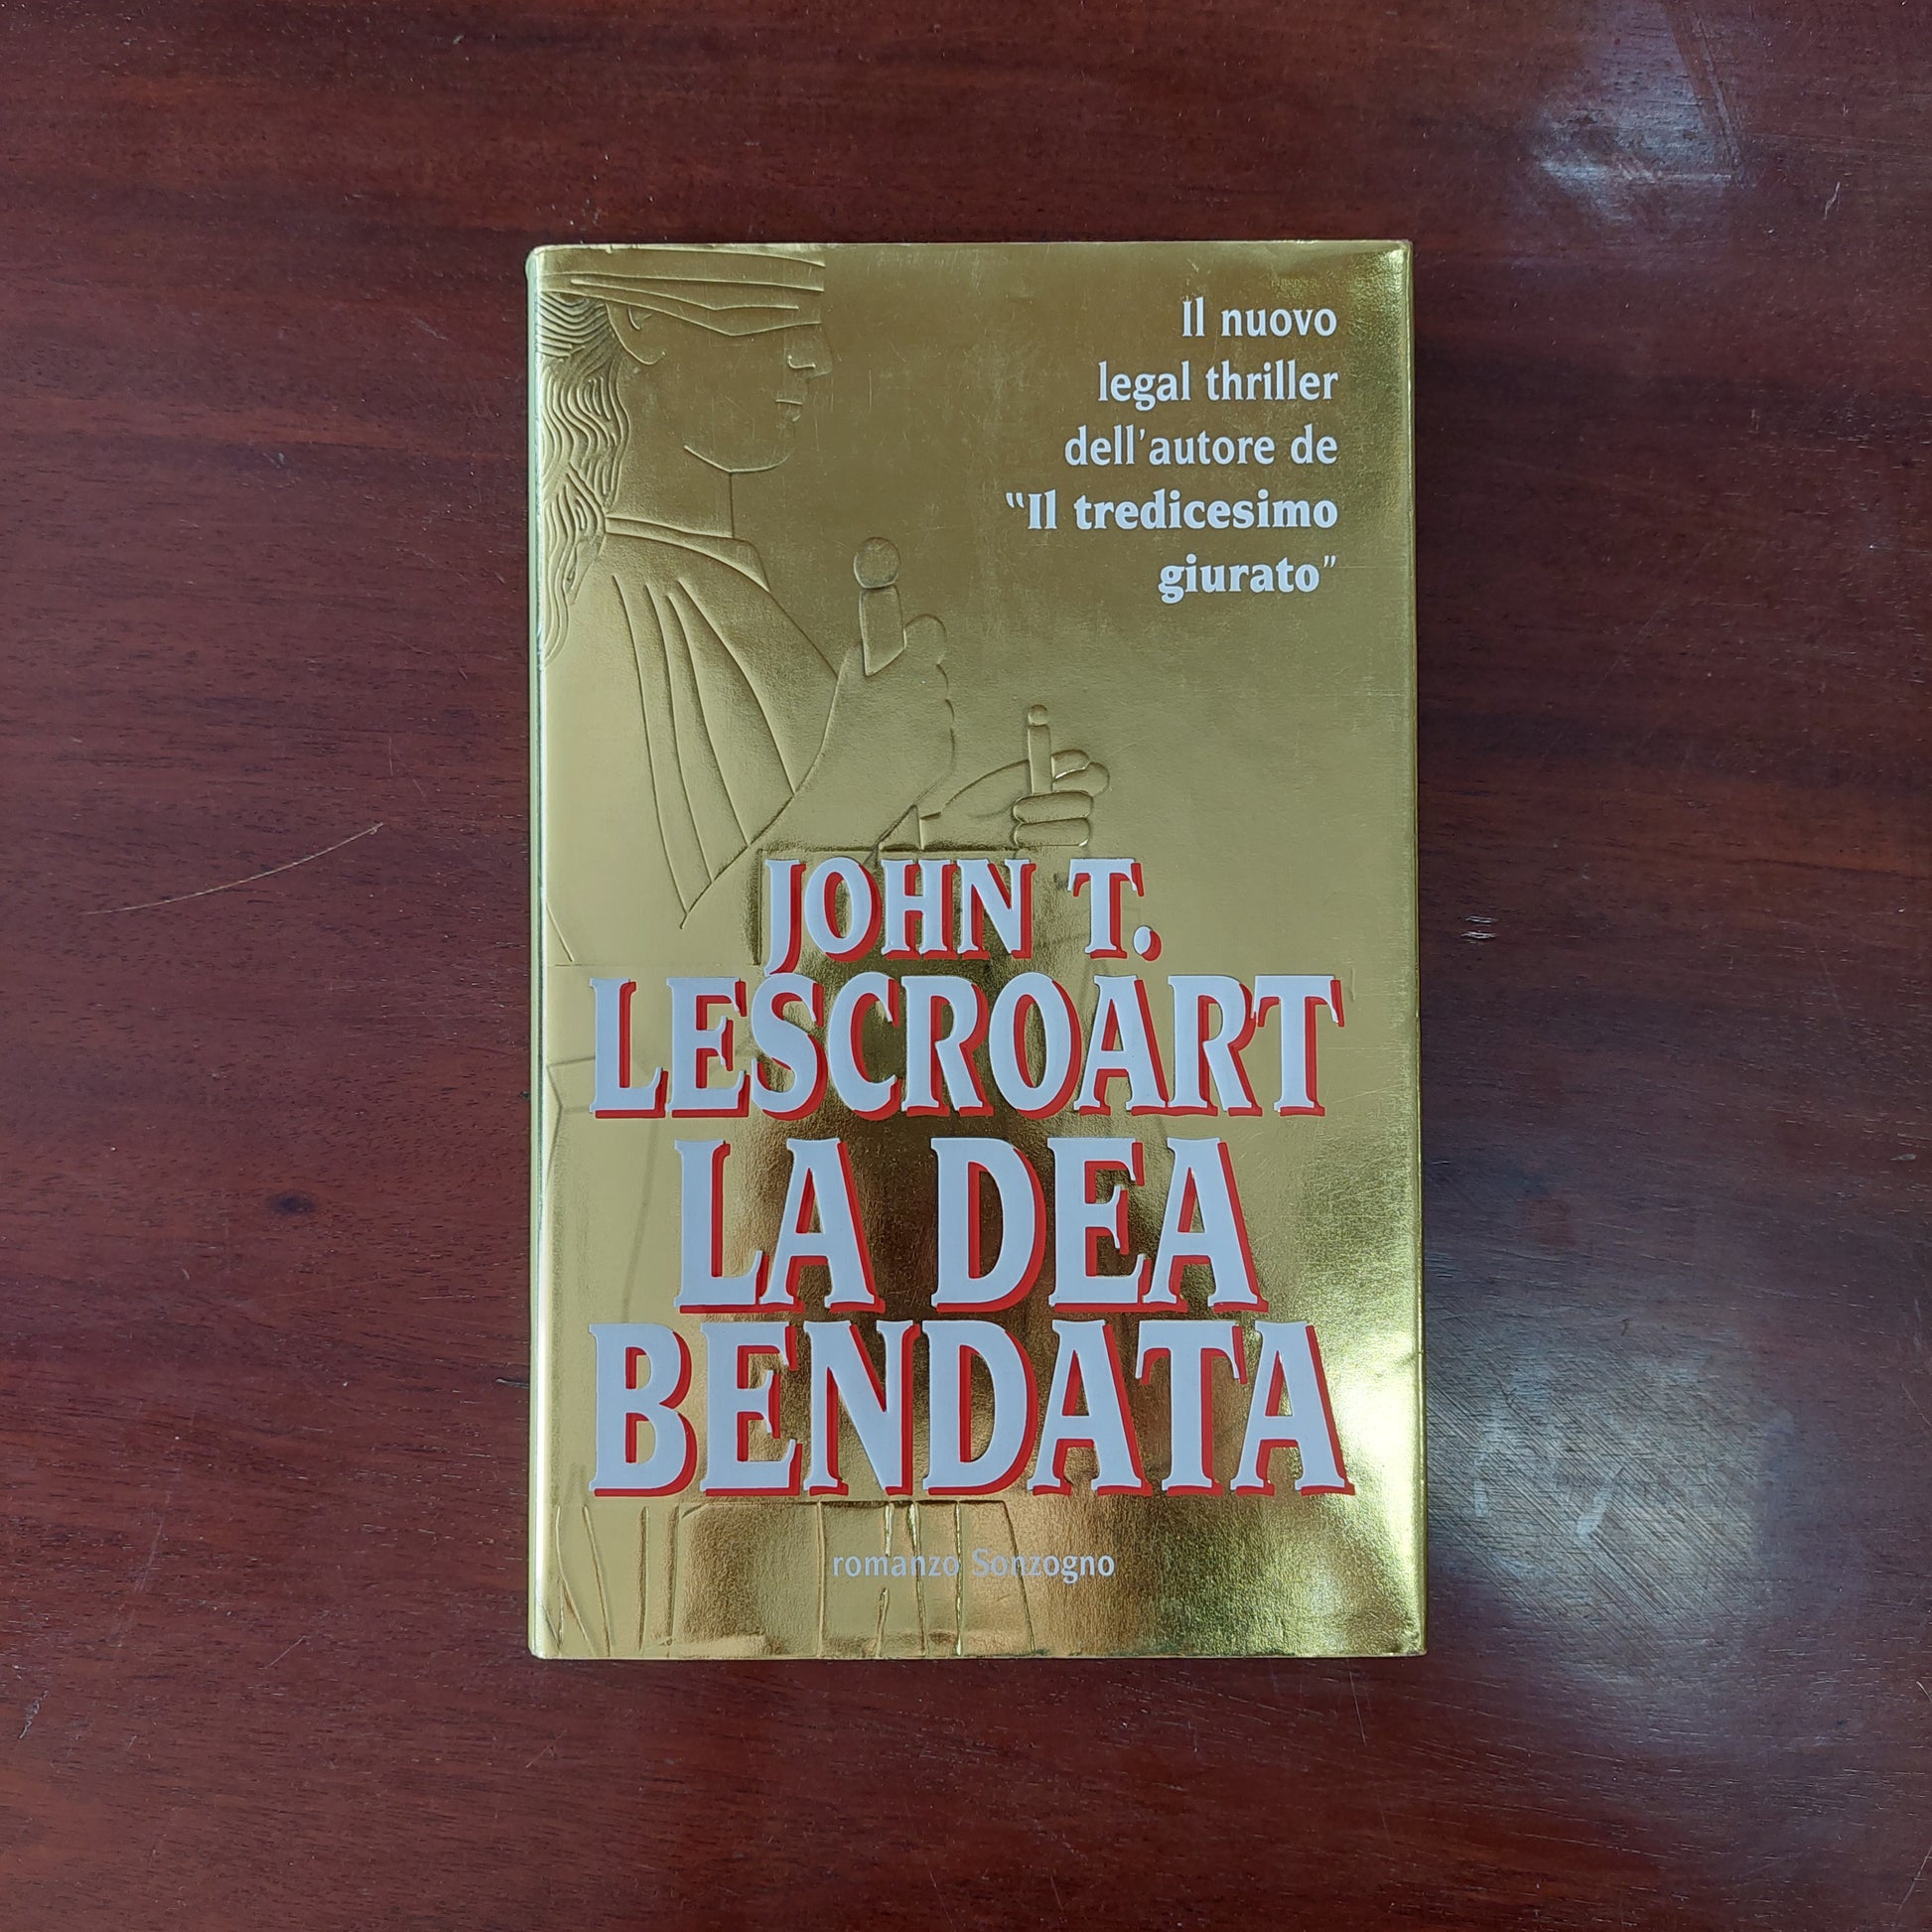 Il nuovo
legal thriller
dell'autore de
"Il tredicesimo
giurato"
JOHN T.
LESCROART
LA DEA
BENDATA
romanzo Sonzogno